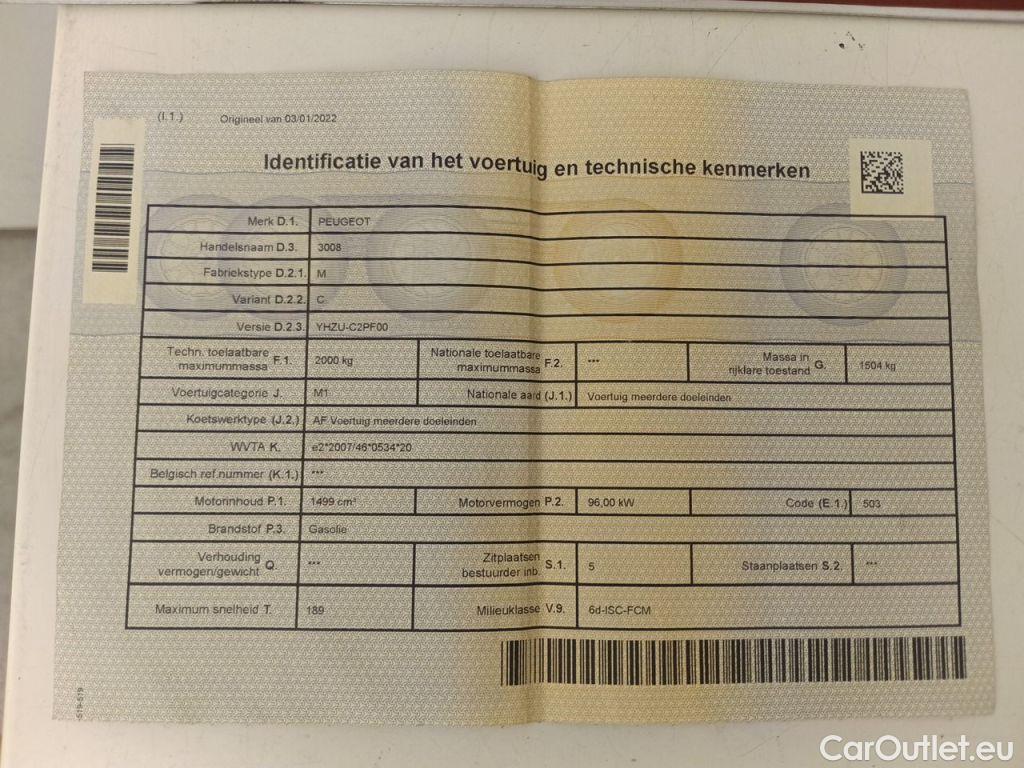 (I.1.) Origineel van 03/01/2022
Identificatie van het voertuig en technische kenmerken
Merk D.1. PEUGEOT
Handelsnaam D.3. 3008
Fabriekstype D.2.1. M
Variant D.2.2. C
Versie D.2.3. YHZU-C2PF00
Techn. toelaatbare maximummassa F.1. 2000 kg Nationale toelaatbare maximummassa F.2. *** Massa in rijklare toestand G. 1504 kg
Voertuigcategorie J. M1 Nationale aard (J.1.) Voertuig meerdere doeleinden
Koetswerktype (J.2.) AF Voertuig meerdere doeleinden
WVTA K. e2*2007/46*0534*20
Belgisch ref.nummer (K.1.) ***
Motorinhoud P.1. 1499 cm³ Motorvermogen P.2. 96,00 kW Code (E.1.) 503
Brandstof P.3. Gasolie
Verhouding vermogen/gewicht Q. *** Zitplaatsen bestuurder inb. S.1. 5 Staanplaatsen S.2. ***
Maximum snelheid T. 189 Milieuklasse V.9. 6d-ISC-FCM
-519-519
CarOutlet.eu